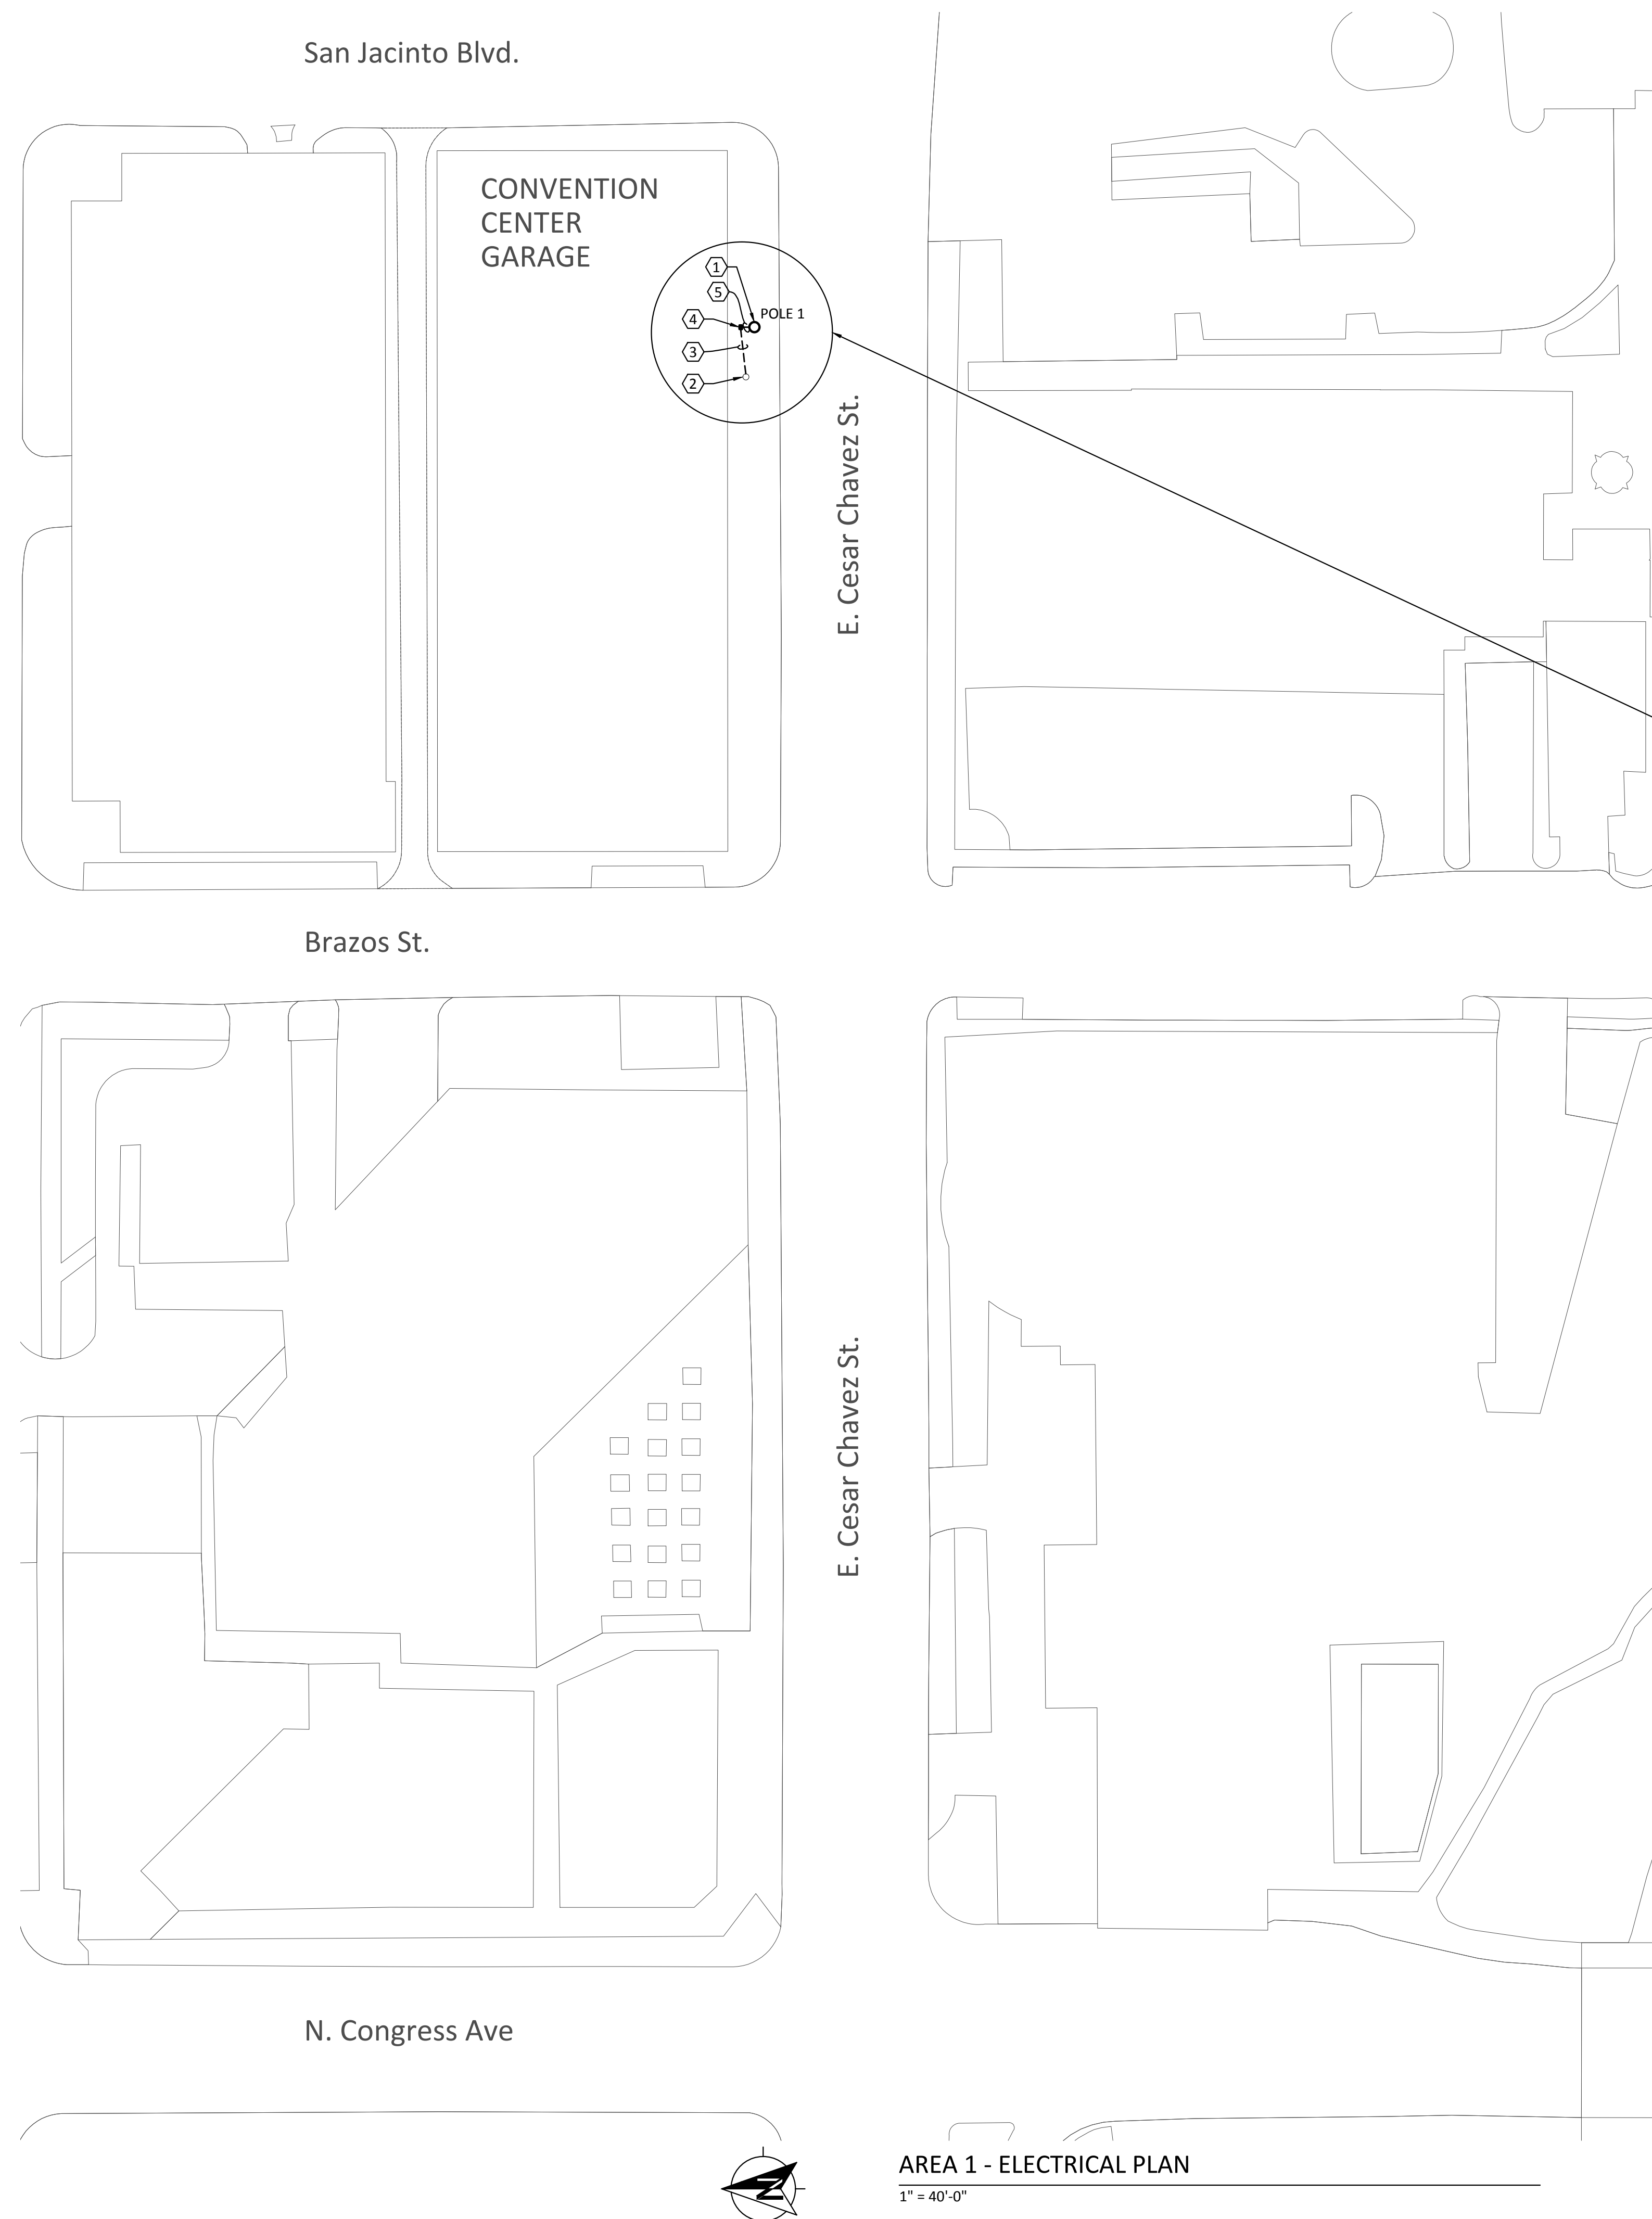 San Jacinto Blvd.
CONVENTION
CENTER
GARAGE
1
5
POLE 1
4
3
2
E. Cesar Chavez St.
Brazos St.
E. Cesar Chavez St.
N. Congress Ave
N
AREA 1 - ELECTRICAL PLAN
1" = 40'-0"